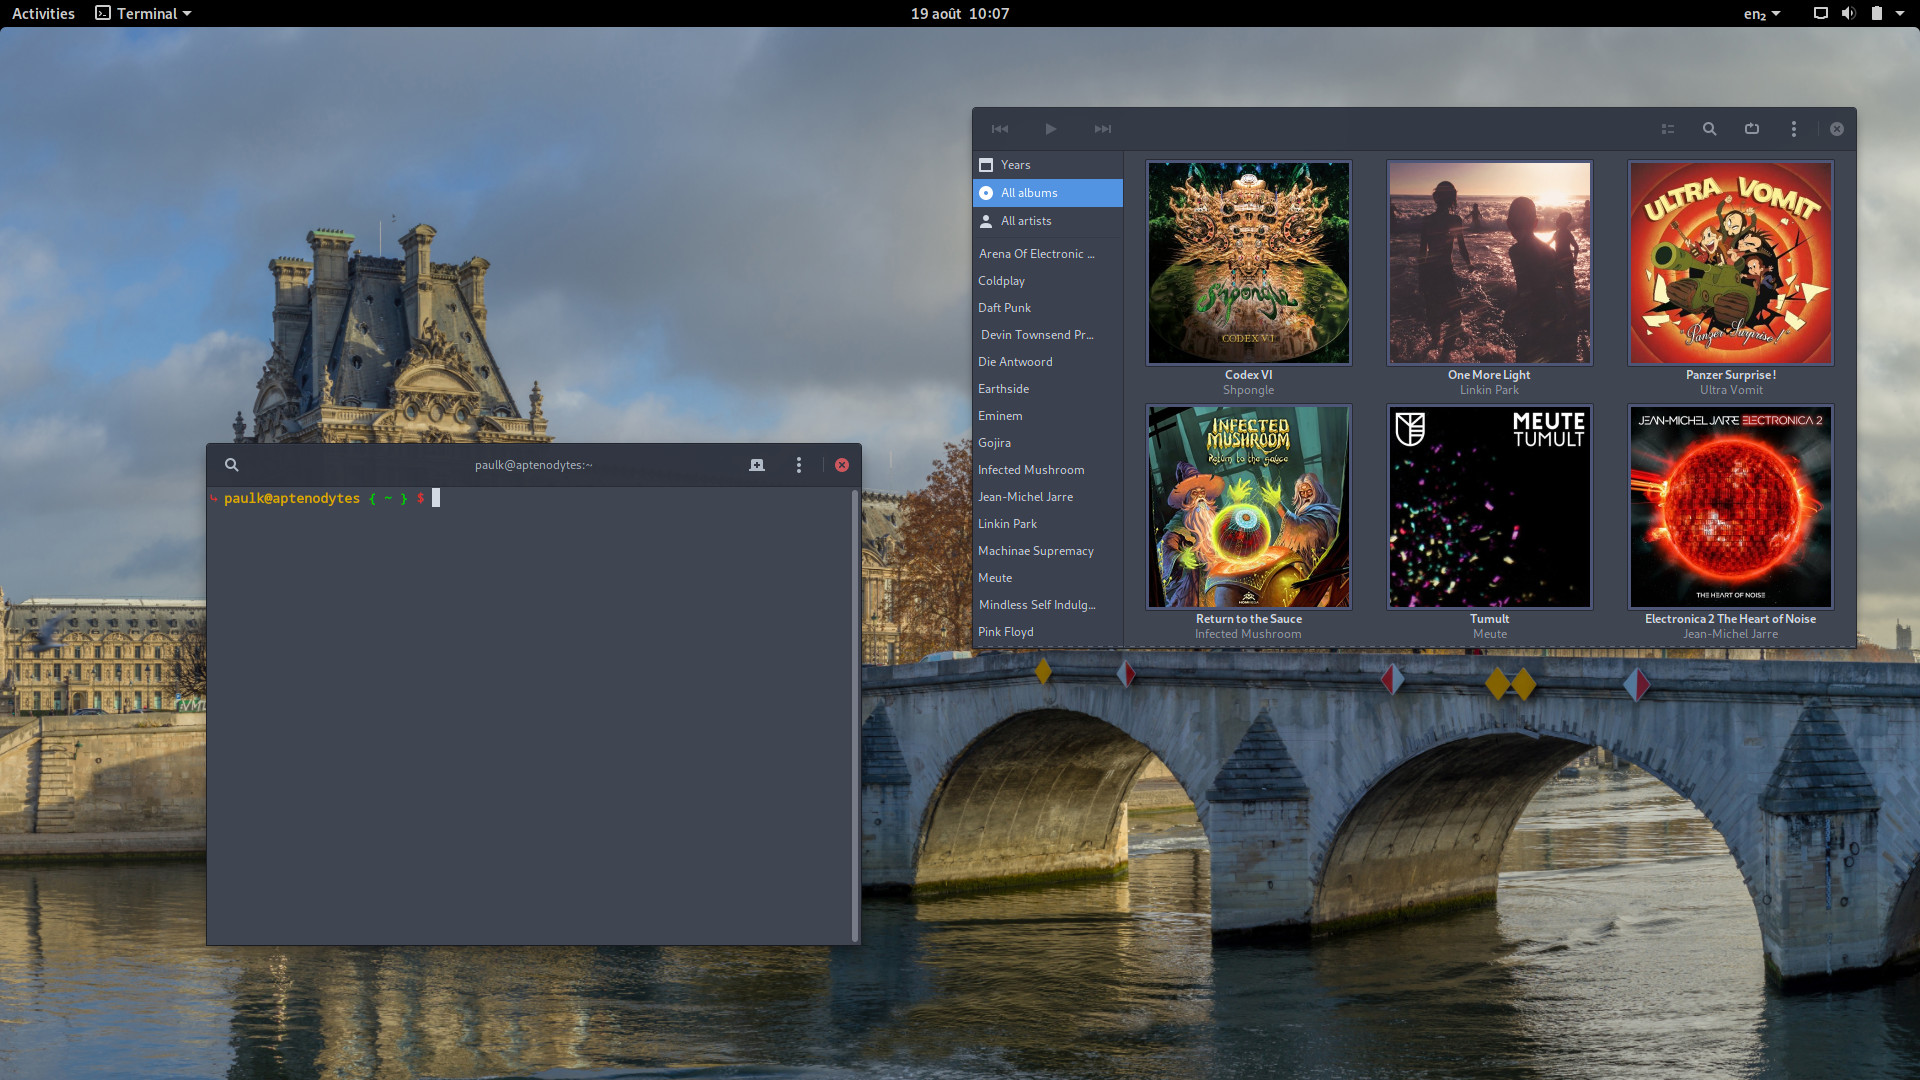 Activities
Terminal
19 août 10:07
en₂
Years
All albums
All artists
Arena Of Electronic ...
Coldplay
Daft Punk
Devin Townsend Pr...
Die Antwoord
Earthside
Eminem
Gojira
Infected Mushroom
Jean-Michel Jarre
Linkin Park
Machinae Supremacy
Meute
Mindless Self Indulg...
Pink Floyd
Shpongle
CODEX VI
Codex VI
Shpongle
One More Light
Linkin Park
ULTRA VOMIT
"Panzer Surprise!"
Panzer Surprise !
Ultra Vomit
INFECTED
MUSHROOM
Return to the Sauce
Return to the Sauce
Infected Mushroom
MEUTE
TUMULT
Tumult
Meute
JEAN-MICHEL JARRE ELECTRONICA 2
THE HEART OF NOISE
Electronica 2 The Heart of Noise
Jean-Michel Jarre
paulk@aptenodytes:~
paulk@aptenodytes { ~ } $